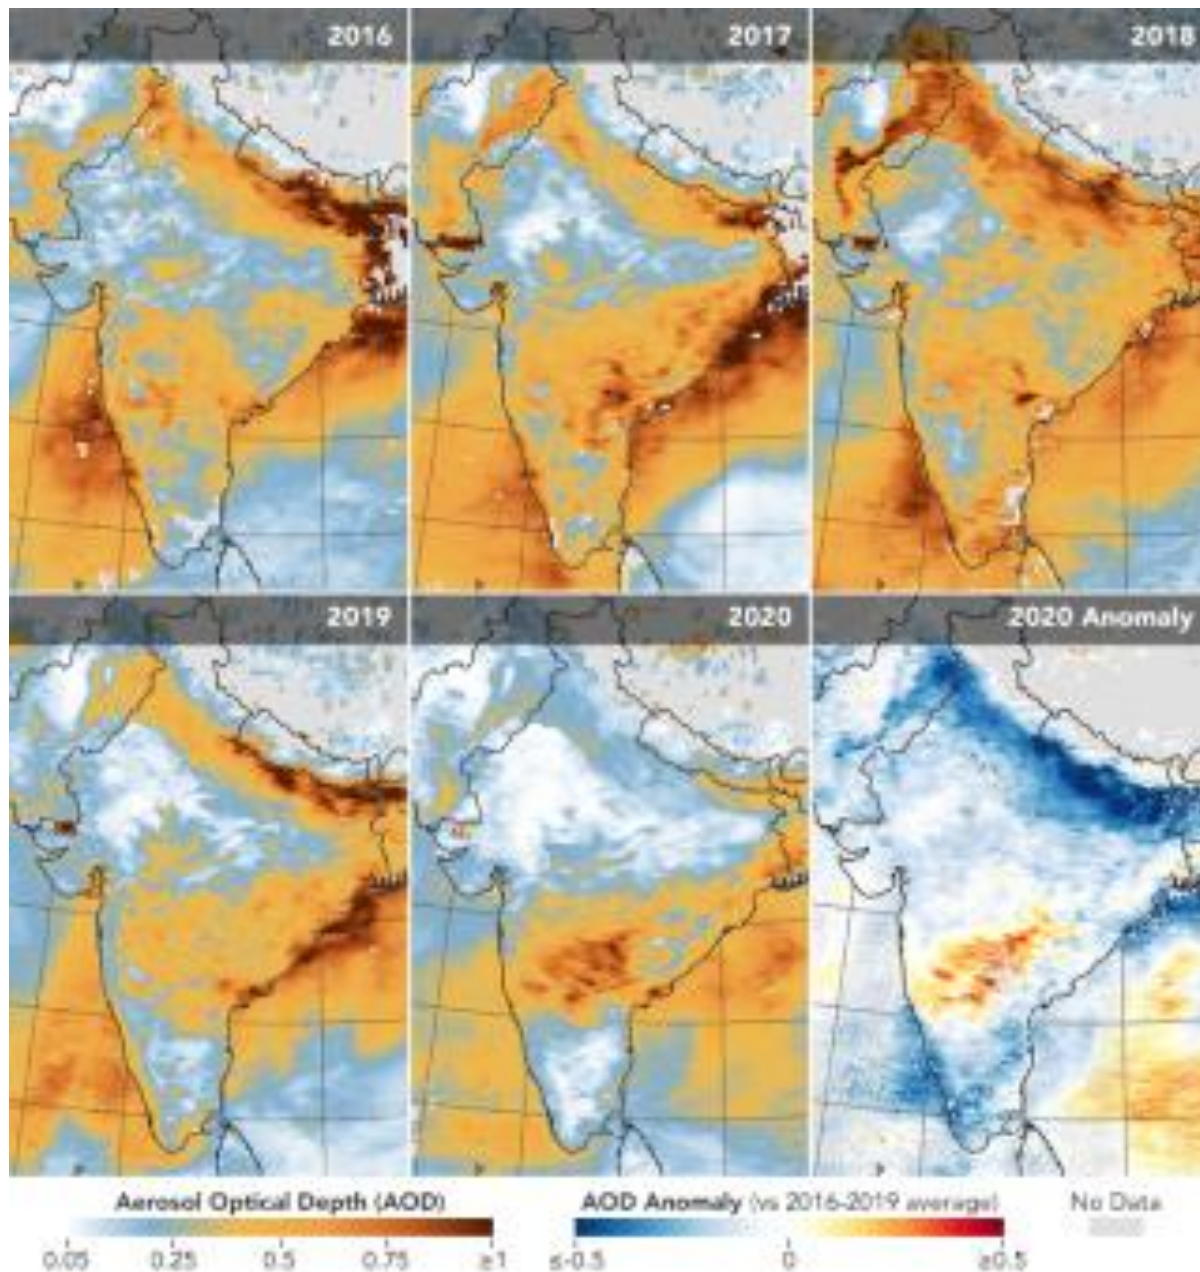 2016
2017
2018
2019
2020
2020 Anomaly
Aerosol Optical Depth (AOD)
0.05 0.25 0.5 0.75 ≥1
AOD Anomaly (vs 2016-2019 average)
≤-0.5 0 ≥0.5
No Data